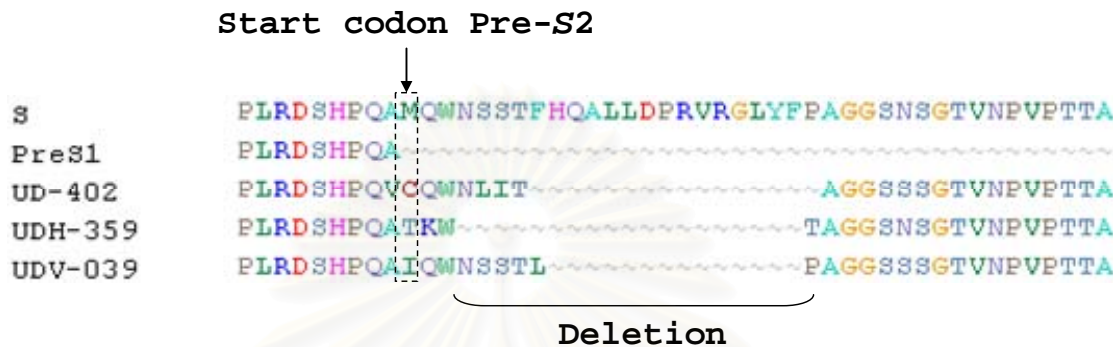 Start codon Pre-S2
S PLRDSHPQAMQWNSSTFHQALLDPRVRGLYFPAGGSNSGTVNPVPTTA
PreS1 PLRDSHPQA~~~~~~~~~~~~~~~~~~~~~~~~~~~~~~~~~~~~~~~
UD-402 PLRDSHPQVCQWNLIT~~~~~~~~~~~~~~~~AGGSSSGTVNPVPTTA
UDH-359 PLRDSHPQATKW~~~~~~~~~~~~~~~~~~~TAGGSSSGTVNPVPTTA
UDV-039 PLRDSHPQAIQWNSSTL~~~~~~~~~~~~~~PAGGSSSGTVNPVPTTA
Deletion